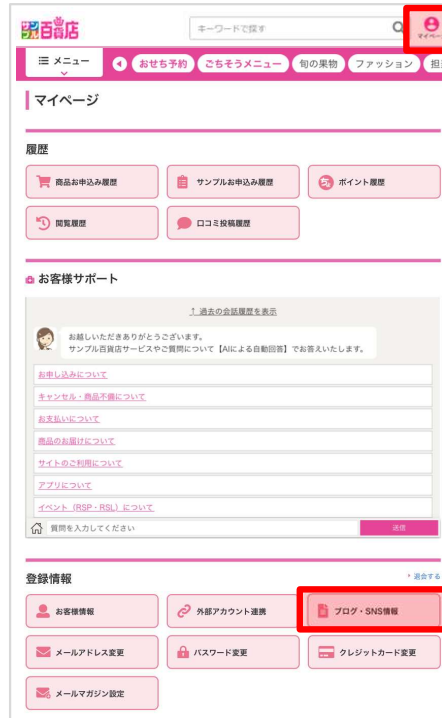 サンプル百貨店
キーワードで探す
マイページ
メニュー
おせち予約
ごちそうメニュー
旬の果物
ファッション
担
マイページ
履歴
商品お申込み履歴
サンプルお申込み履歴
ポイント履歴
閲覧履歴
口コミ投稿履歴
お客様サポート
↑ 過去の会話履歴を表示
お越しいただきありがとうございます。
サンプル百貨店サービスやご質問について【AIによる自動回答】でお答えいたします。
お申し込みについて
キャンセル・商品不備について
お支払いについて
商品のお届けについて
サイトのご利用について
アプリについて
イベント（RSP・RSL）について
質問を入力してください
送信
登録情報
退会する
お客様情報
外部アカウント連携
ブログ・SNS情報
メールアドレス変更
パスワード変更
クレジットカード変更
メールマガジン設定